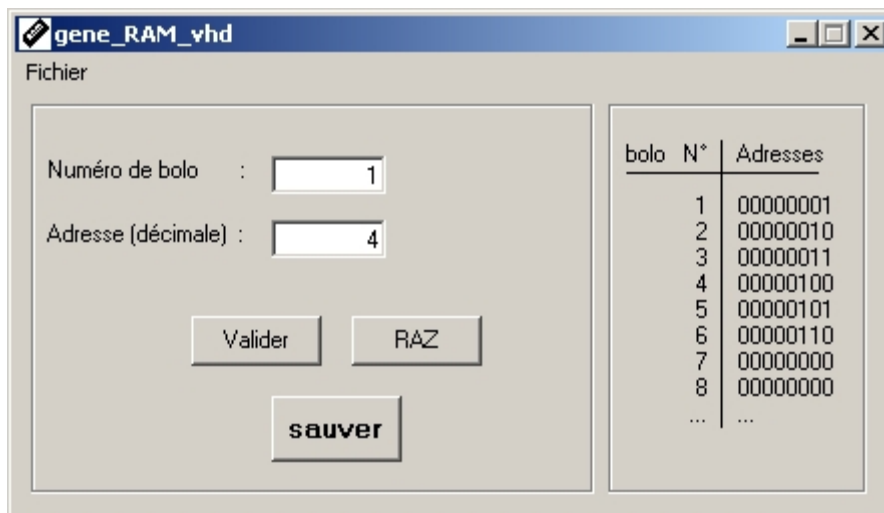 gene_RAM_vhd
Fichier
Numéro de bolo : 1
Adresse (décimale) : 4
Valider RAZ
sauver
bolo N° Adresses
1 00000001
2 00000010
3 00000011
4 00000100
5 00000101
6 00000110
7 00000000
8 00000000
... ...